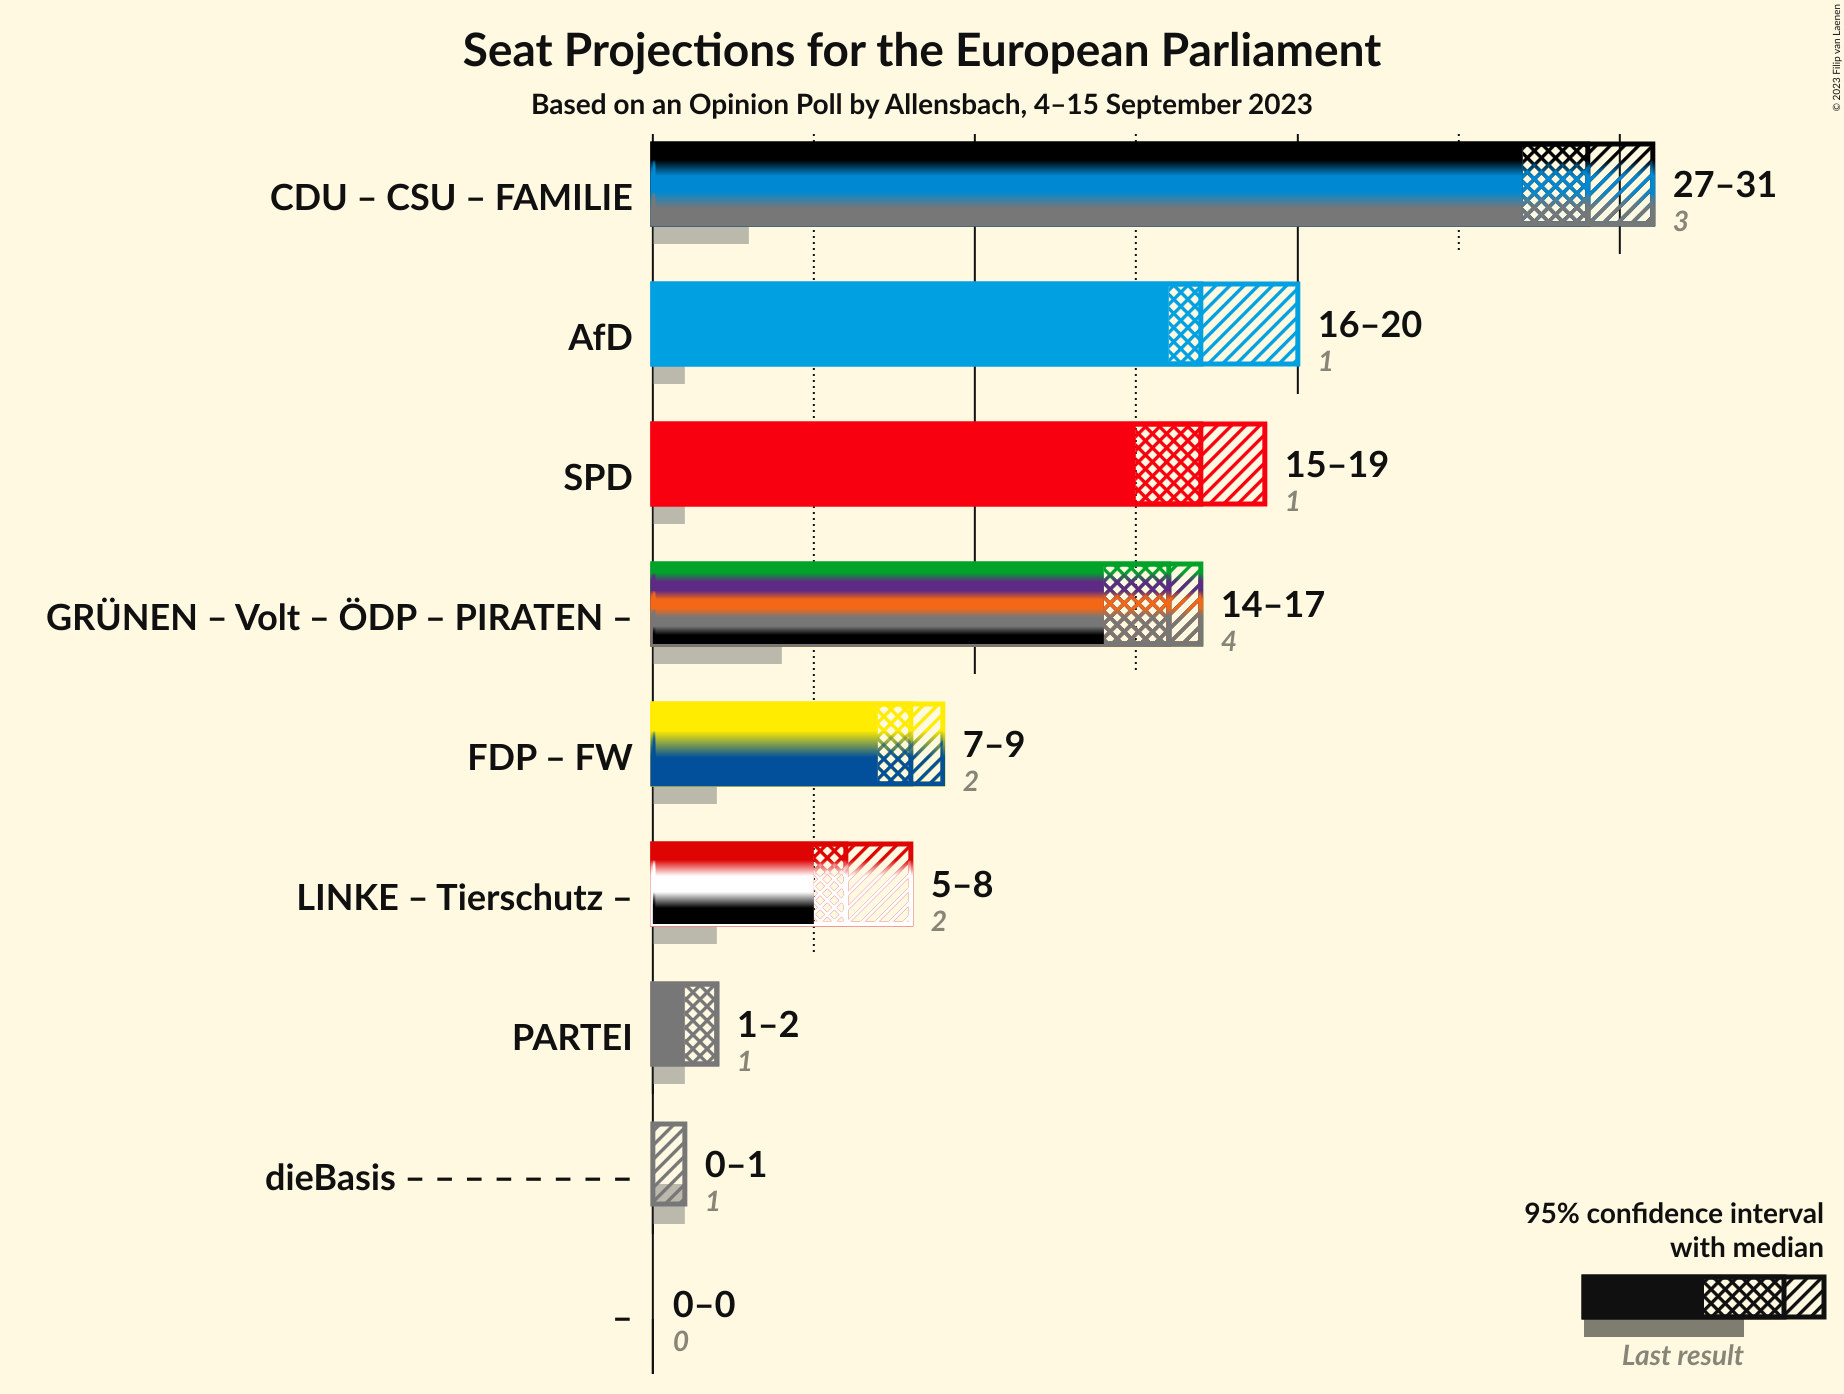 Seat Projections for the European Parliament
Based on an Opinion Poll by Allensbach, 4–15 September 2023
© 2023 Filip van Laenen
CDU – CSU – FAMILIE
27–31
3
AfD
16–20
1
SPD
15–19
1
GRÜNEN – Volt – ÖDP – PIRATEN –
14–17
4
FDP – FW
7–9
2
LINKE – Tierschutz –
5–8
2
PARTEI
1–2
1
dieBasis – – – – – – – –
0–1
1
–
0–0
0
95% confidence interval
with median
Last result